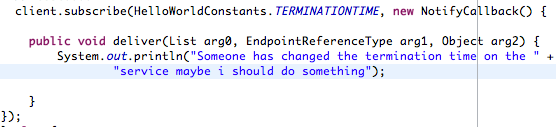 client.subscribe(HelloWorldConstants.TERMINATIONTIME, new NotifyCallback() {
public void deliver(List arg0, EndpointReferenceType arg1, Object arg2) {
System.out.println("Someone has changed the termination time on the " +
"service maybe i should do something");
}
});